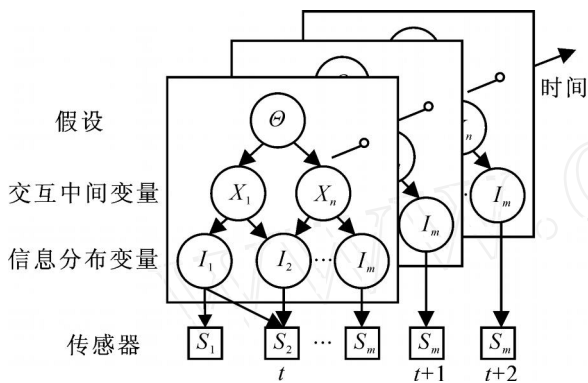 时间
假设
Θ
交互中间变量
X₁ Xₙ Xₙ
信息分布变量
I₁ I₂ ⋯ Iₘ Iₘ Iₘ
传感器
S₁ S₂ ⋯ Sₘ Sₘ Sₘ
t t+1 t+2